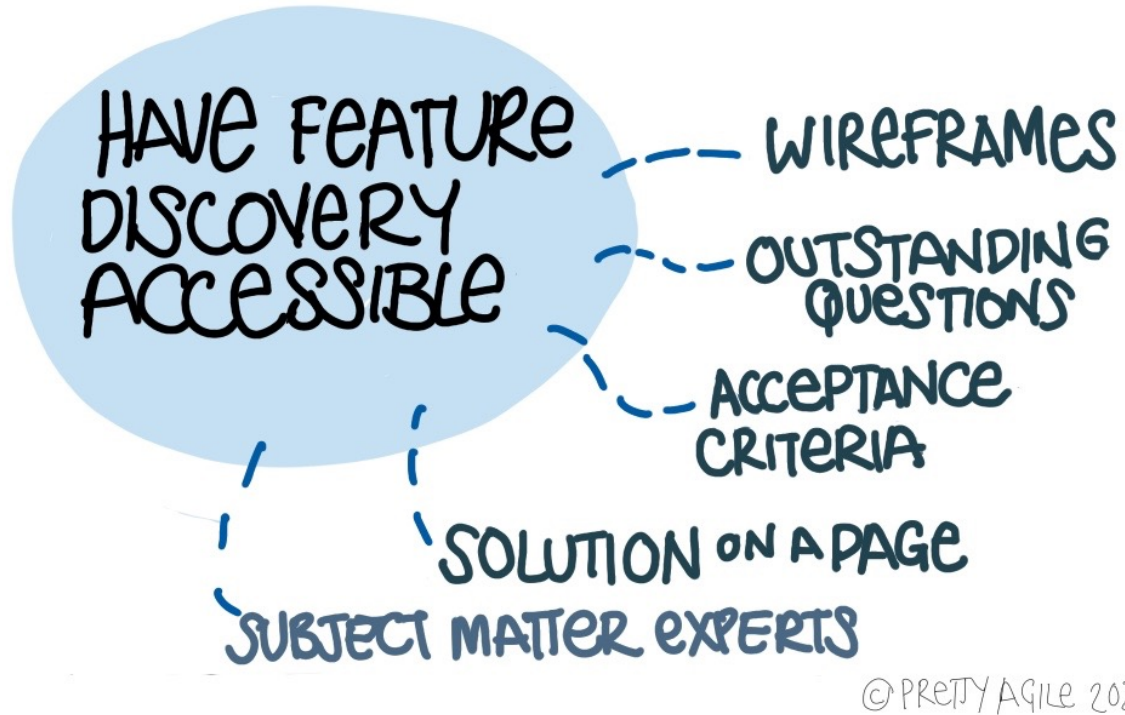 HAVE FEATURE
DISCOVERY
ACCESSIBLE
WIREFRAMES
OUTSTANDING
QUESTIONS
ACCEPTANCE
CRITERIA
SOLUTION ON A PAGE
SUBJECT MATTER EXPERTS
© PRETTY AGILE